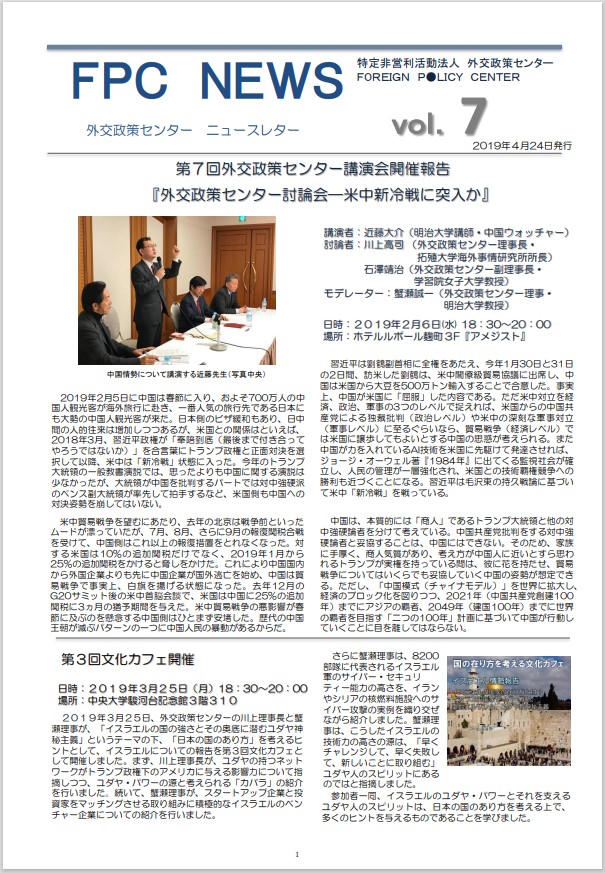 FPC NEWS
特定非営利活動法人 外交政策センター
FOREIGN POLICY CENTER
外交政策センター ニュースレター
vol. 7
2019年4月24日発行
第7回外交政策センター講演会開催報告
『外交政策センター討論会―米中新冷戦に突入か』
講演者：近藤大介（明治大学講師・中国ウォッチャー）
討論者：川上高司（外交政策センター理事長・
拓殖大学海外事情研究所所長）
石澤靖治（外交政策センター副理事長・
学習院女子大学教授）
モデレーター：蟹瀬誠一（外交政策センター理事・
明治大学教授）
日時：2019年2月6日(水) 18：30～20：00
場所：ホテルルポール麹町3F『アメジスト』
中国情勢について講演する近藤先生(写真中央)
2019年2月5日に中国は春節に入り、およそ700万人の中
国人観光客が海外旅行に赴き、一番人気の旅行先である日本に
も大勢の中国人観光客が来た。日本側のビザ緩和もあり、日中
間の人的往来は増加しつつあるが、米国との関係はといえば、
2018年3月、習近平政権が「奉陪到底（最後まで付き合って
やろうではないか）」を合言葉にトランプ政権と正面対決を選
択して以降、米中は「新冷戦」状態に入った。今年のトランプ
大統領の一般教書演説では、思ったよりも中国に関する演説は
少なかったが、大統領が中国を批判するパートでは対中強硬派
のペンス副大統領が率先して拍手するなど、米国側も中国への
対決姿勢を崩してはいない。
米中貿易戦争を望むにあたり、去年の北京は戦争前といった
ムードが漂っていたが、7月、8月、さらに9月の報復関税合戦
を受けて、中国側はこれ以上の報復措置をとれなくなった。対
する米国は10%の追加関税だけでなく、2019年1月から
25%の追加関税をかけると脅しをかけた。これにより中国国内
から外国企業よりも先に中国企業が国外逃亡を始め、中国は貿
易戦争で事実上、白旗を揚げる状態になった。去年12月の
G20サミット後の米中首脳会談で、米国は中国に25%の追加
関税に3ヵ月の猶予期間を与えた。米中貿易戦争の悪影響が春
節に及ぶのを懸念する中国側はひとまず安堵した。歴代の中国
王朝が滅ぶパターンの一つに中国人民の暴動があるからだ。
習近平は劉鶴副首相に全権をあたえ、今年1月30日と31日
の2日間、訪米した劉鶴は、米中閣僚級貿易協議に出席し、中
国は米国から大豆を500万トン輸入することで合意した。事実
上、中国が米国に「屈服」した内容である。ただ米中対立を経
済、政治、軍事の3つのレベルで捉えれば、米国からの中国共
産党による独裁批判（政治レベル）や米中の深刻な軍事対立
（軍事レベル）に至るぐらいなら、貿易戦争（経済レベル）で
は米国に譲歩してもよいとする中国の思惑が考えられる。また
中国が力を入れているAI技術を米国に先駆けて発達させれば、
ジョージ・オーウェル著『1984年』に出てくる監視社会が確
立し、人民の管理が一層強化され、米国との技術覇権競争への
勝利も近づくことになる。習近平は毛沢東の持久戦論に基づい
て米中「新冷戦」を戦っている。
中国は、本質的には「商人」であるトランプ大統領と他の対
中強硬論者を分けて考えている。中国共産党批判をする対中強
硬論者と妥協することは、中国にはできない。そのため、家族
に手厚く、商人気質があり、考え方が中国人に近いとすら思わ
れるトランプが実権を持っている間は、彼に花を持たせ、貿易
戦争についてはいくらでも妥協していく中国の姿勢が想定でき
る。ただし、「中国模式（チャイナモデル）」を世界に拡大し、
経済のブロック化を図りつつ、2021年（中国共産党創建100
年）までにアジアの覇者、2049年（建国100年）までに世界
の覇者を目指す「二つの100年」計画に基づいて中国が行動し
ていくことに目を離してはならない。
第3回文化カフェ開催
日時：2019年3月25日（月）18：30～20：00
場所：中央大学駿河台記念館3階310
2019年3月25日、外交政策センターの川上理事長と蟹
瀬理事が、「イスラエルの国の強さとその奥底に潜むユダヤ神
秘主義」というテーマの下、「日本の国のあり方」を考えるヒ
ントとして、イスラエルについての報告を第3回文化カフェと
して開催しました。まず、川上理事長が、ユダヤの持つネット
ワークがトランプ政権下のアメリカに与える影響力について指
摘しつつ、ユダヤ・パワーの源と考えられる「カバラ」の紹介
を行いました。続いて、蟹瀬理事が、スタートアップ企業と投
資家をマッチングさせる取り組みに積極的なイスラエルのベン
チャー企業についての紹介を行いました。
さらに蟹瀬理事は、8200
部隊に代表されるイスラエル
軍のサイバー・セキュリ
ティー能力の高さを、イラン
やシリアの核燃料施設へのサ
イバー攻撃の実例を織り交ぜ
ながら紹介しました。蟹瀬理
事は、こうしたイスラエルの
技術力の高さの源は、「早く
チャレンジして、早く失敗し
て、新しいことに取り組む」
ユダヤ人のスピリットにある
のではと指摘しました。
国の在り方を考える文化カフェ
イスラエル情勢報告
参加者一同、イスラエルのユダヤ・パワーとそれを支える
ユダヤ人のスピリットは、日本の国のあり方を考える上で、
多くのヒントを与えるものであることを学びました。
1